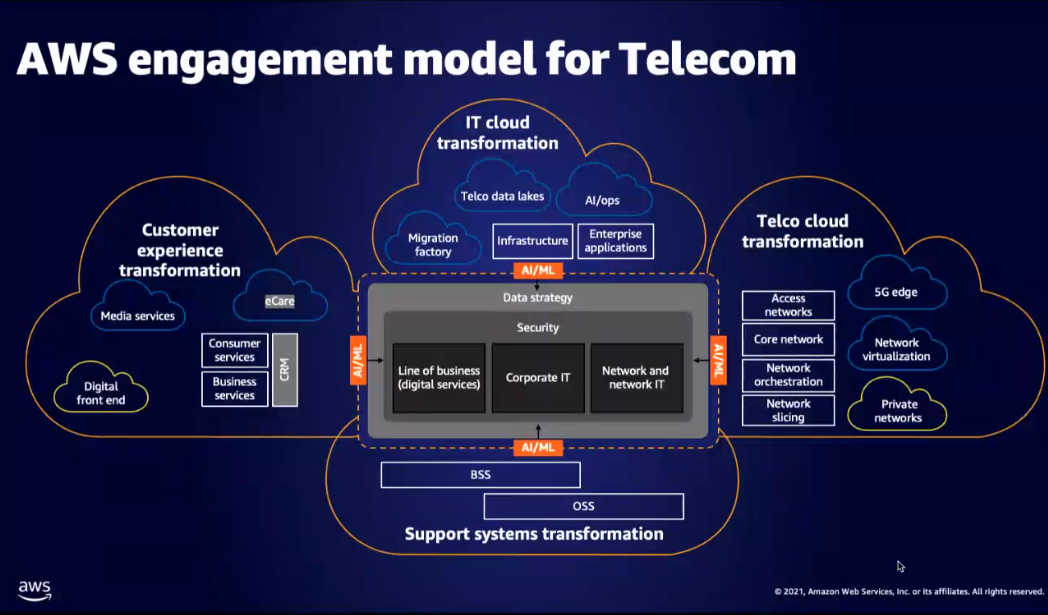 AWS engagement model for Telecom
IT cloud
transformation
Telco data lakes
AI/ops
Migration
factory
Infrastructure
Enterprise
applications
Customer
experience
transformation
Media services
eCare
Consumer
services
Business
services
CRM
Digital
front end
Telco cloud
transformation
5G edge
Access
networks
Core network
Network
virtualization
Network
orchestration
Network
slicing
Private
networks
AI/ML
Data strategy
Security
AI/ML
Line of business
(digital services)
Corporate IT
Network and
network IT
AI/ML
AI/ML
BSS
OSS
Support systems transformation
aws
© 2021, Amazon Web Services, Inc. or its affiliates. All rights reserved.